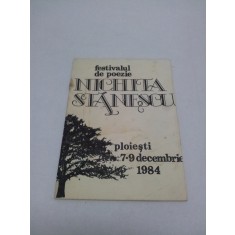 festivalul
de poezie
NICHITA
STĂNESCU
ploiești
7-9 decembrie
1984